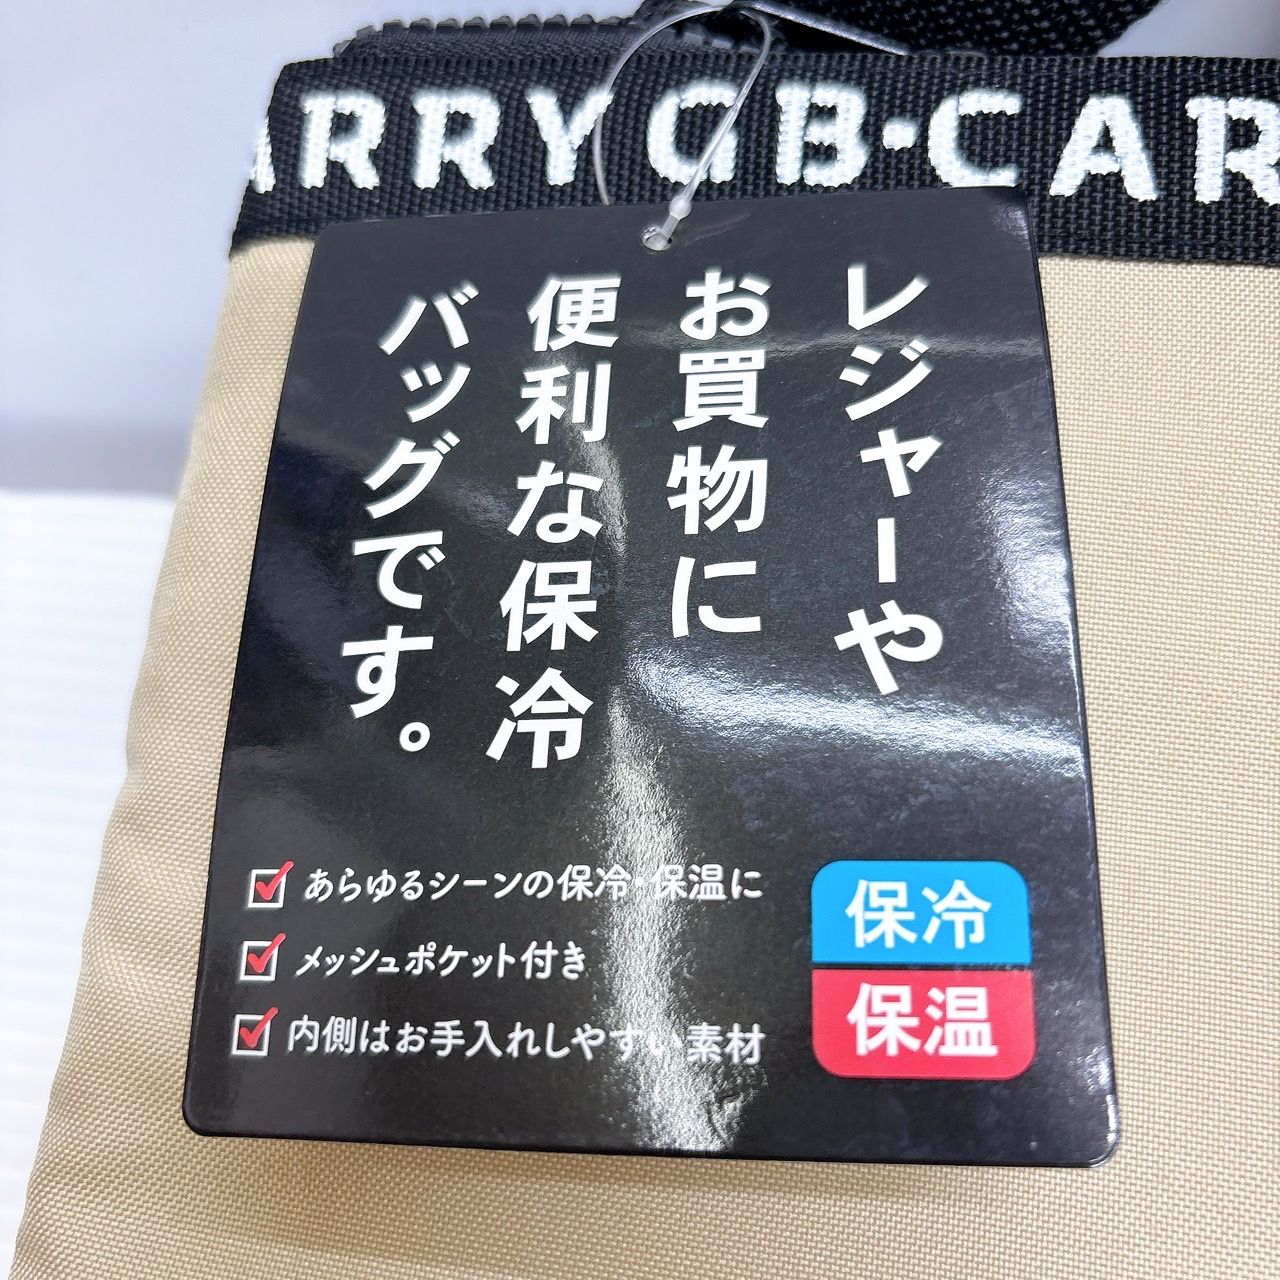 ARRY GB·CAR
レジャーや
お買物に
便利な保冷
バッグです。
あらゆるシーンの保冷・保温に
メッシュポケット付き
内側はお手入れしやすい素材
保冷
保温